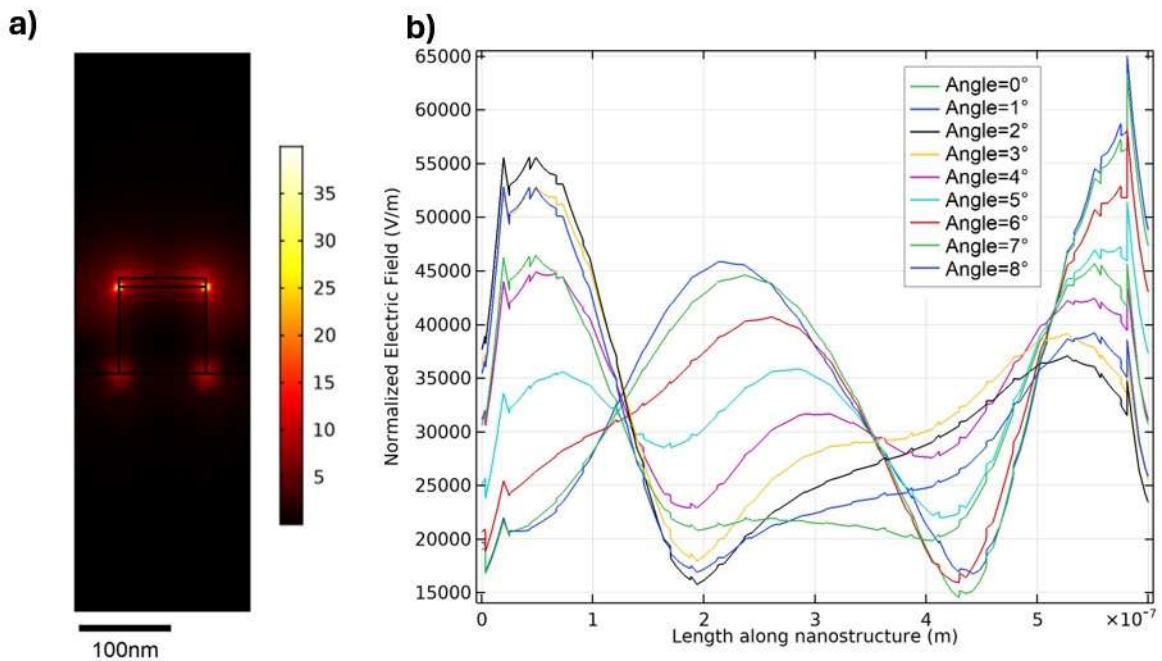 a)
35
30
25
20
15
10
5
100nm
b)
65000
60000
55000
50000
45000
40000
35000
30000
25000
20000
15000
Normalized Electric Field (V/m)
Angle=0°
Angle=1°
Angle=2°
Angle=3°
Angle=4°
Angle=5°
Angle=6°
Angle=7°
Angle=8°
0 1 2 3 4 5 ×10⁻⁷
Length along nanostructure (m)